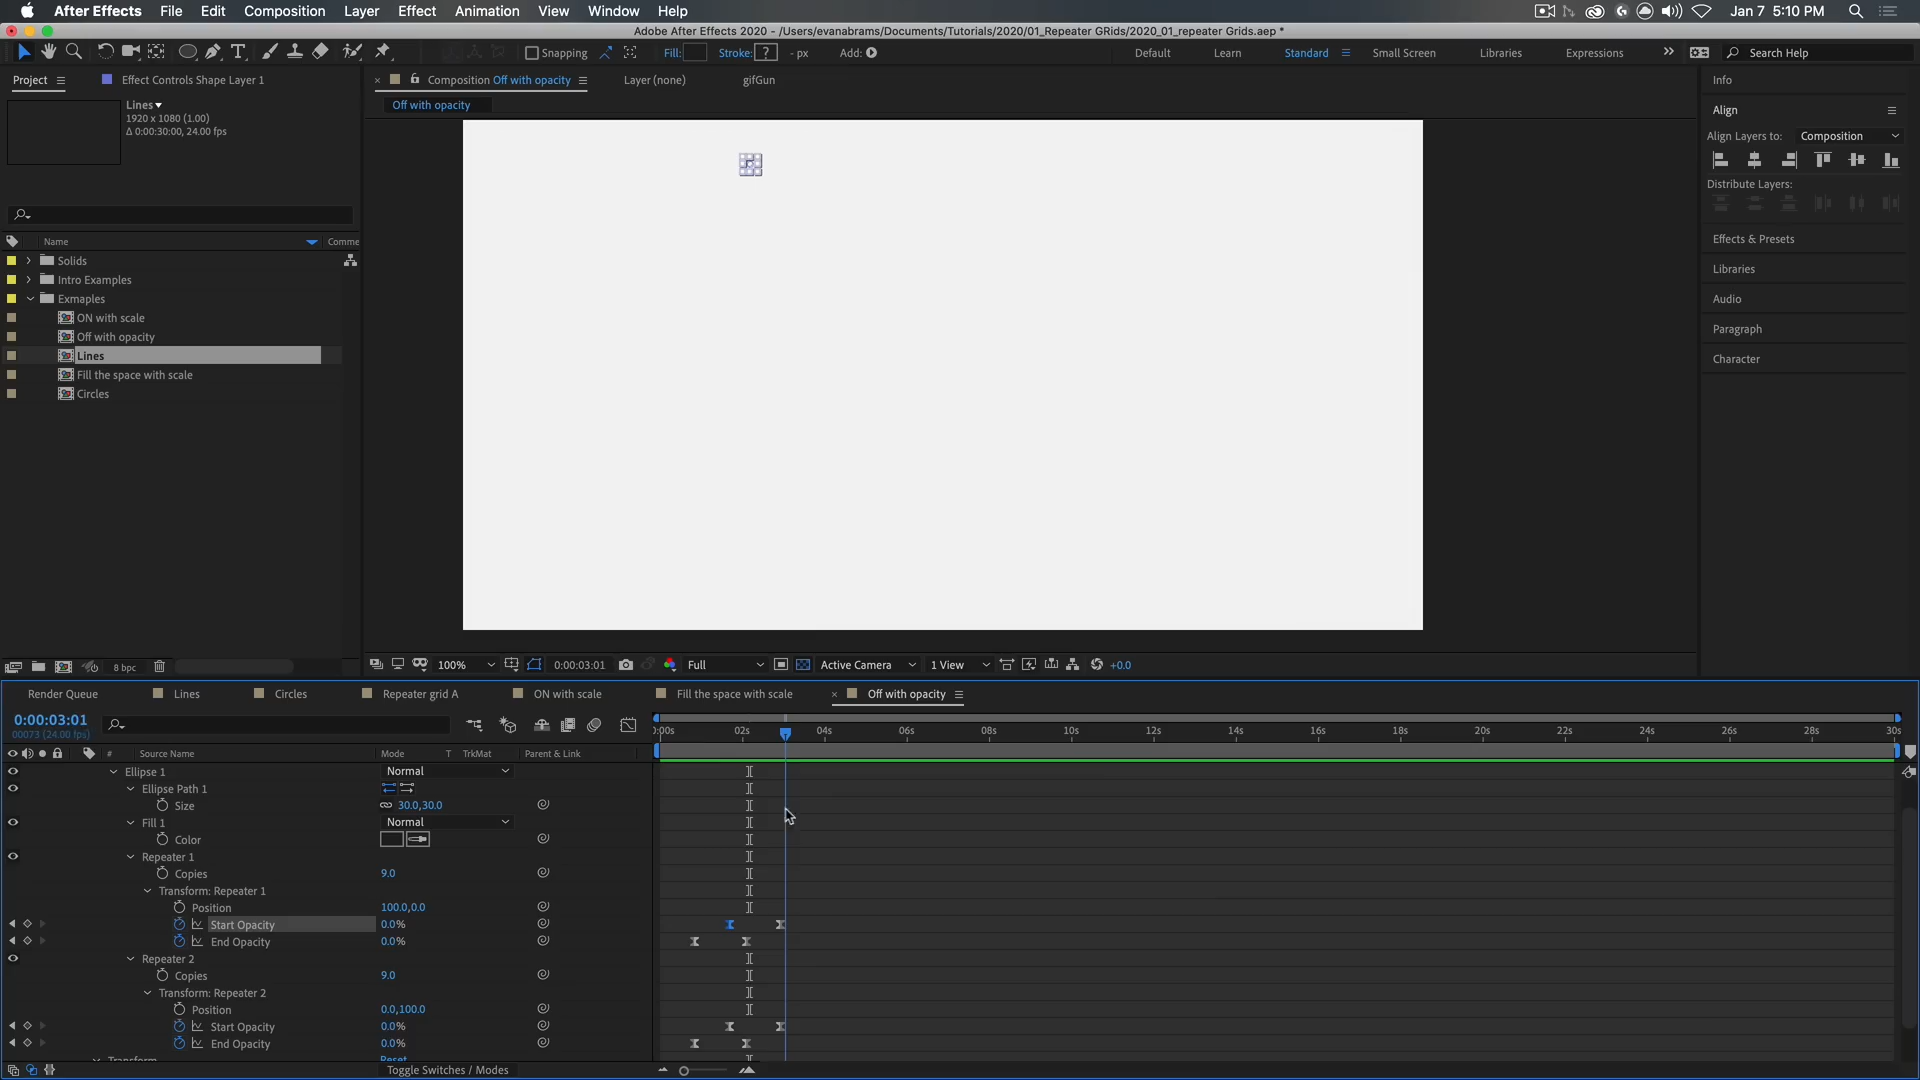 After Effects File Edit Composition Layer Effect Animation View Window Help Jan 7 5:10 PM
Adobe After Effects 2020 - /Users/evanabrams/Documents/Tutorials/2020/01_Repeater GRids/2020_01_repeater Grids.aep *
Snapping Fill: Stroke: ? - px Add: Default Learn Standard Small Screen Libraries Expressions Search Help
Project Effect Controls Shape Layer 1 Composition Off with opacity Layer (none) gifGun Info
Off with opacity
Lines
1920 x 1080 (1.00)
Δ 0:00:30:00, 24.00 fps
Align
Align Layers to: Composition
Distribute Layers:
Effects & Presets
Libraries
Audio
Paragraph
Character
Name Comme
Solids
Intro Examples
Exmaples
ON with scale
Off with opacity
Lines
Fill the space with scale
Circles
8 bpc 100% 0:00:03:01 Full Active Camera 1 View +0.0
Render Queue Lines Circles Repeater grid A ON with scale Fill the space with scale Off with opacity
0:00:03:01
00073 (24.00 fps)
:00s 02s 04s 06s 08s 10s 12s 14s 16s 18s 20s 22s 24s 26s 28s 30s
# Source Name Mode T TrkMat Parent & Link
Ellipse 1 Normal
Ellipse Path 1
Size 30.0,30.0
Fill 1 Normal
Color
Repeater 1
Copies 9.0
Transform: Repeater 1
Position 100.0,0.0
Start Opacity 0.0%
End Opacity 0.0%
Repeater 2
Copies 9.0
Transform: Repeater 2
Position 0.0,100.0
Start Opacity 0.0%
End Opacity 0.0%
Transform Reset
Toggle Switches / Modes